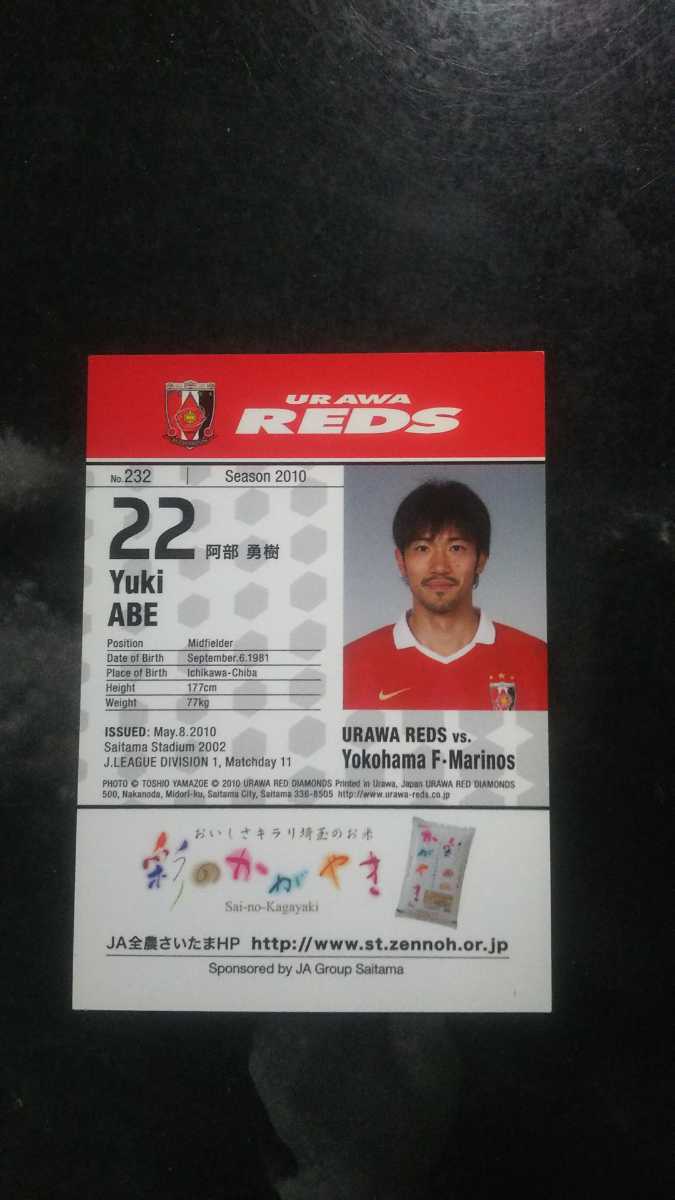 URAWA
REDS
No.232
Season 2010
22 阿部 勇樹
Yuki
ABE
Position Midfielder
Date of Birth September.6.1981
Place of Birth Ichikawa-Chiba
Height 177cm
Weight 77kg
ISSUED: May.8.2010
Saitama Stadium 2002
J.LEAGUE DIVISION 1, Matchday 11
URAWA REDS vs.
Yokohama F·Marinos
PHOTO © TOSHIO YAMAZOE © 2010 URAWA RED DIAMONDS Printed in Urawa, Japan URAWA RED DIAMONDS
500, Nakanoda, Midori-ku, Saitama City, Saitama 336-8505 http://www.urawa-reds.co.jp
おいしさキラリ埼玉のお米
彩のかがやき
Sai-no-Kagayaki
彩のかがやき
JA全農さいたまHP http://www.st.zennoh.or.jp
Sponsored by JA Group Saitama